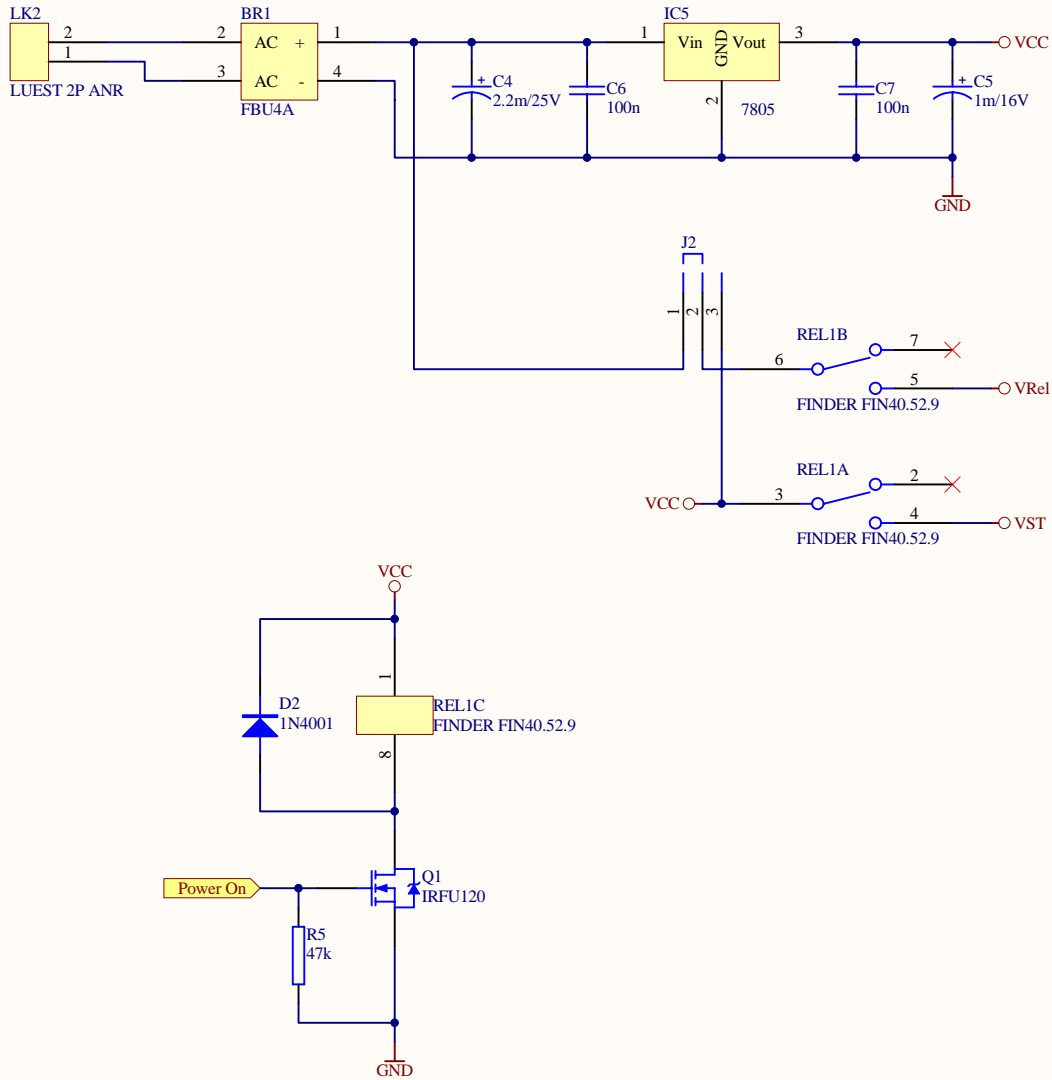 LK2
2
1
LUEST 2P ANR
BR1
2
AC
+
1
3
AC
-
4
FBU4A
+
C4
2.2m/25V
C6
100n
IC5
1
Vin
GND
Vout
3
2
7805
C7
100n
+
C5
1m/16V
VCC
GND
J2
1
2
3
REL1B
6
7
5
VRel
FINDER FIN40.52.9
REL1A
VCC
3
2
4
VST
FINDER FIN40.52.9
VCC
D2
1N4001
1
REL1C
FINDER FIN40.52.9
8
Power On
Q1
IRFU120
R5
47k
GND